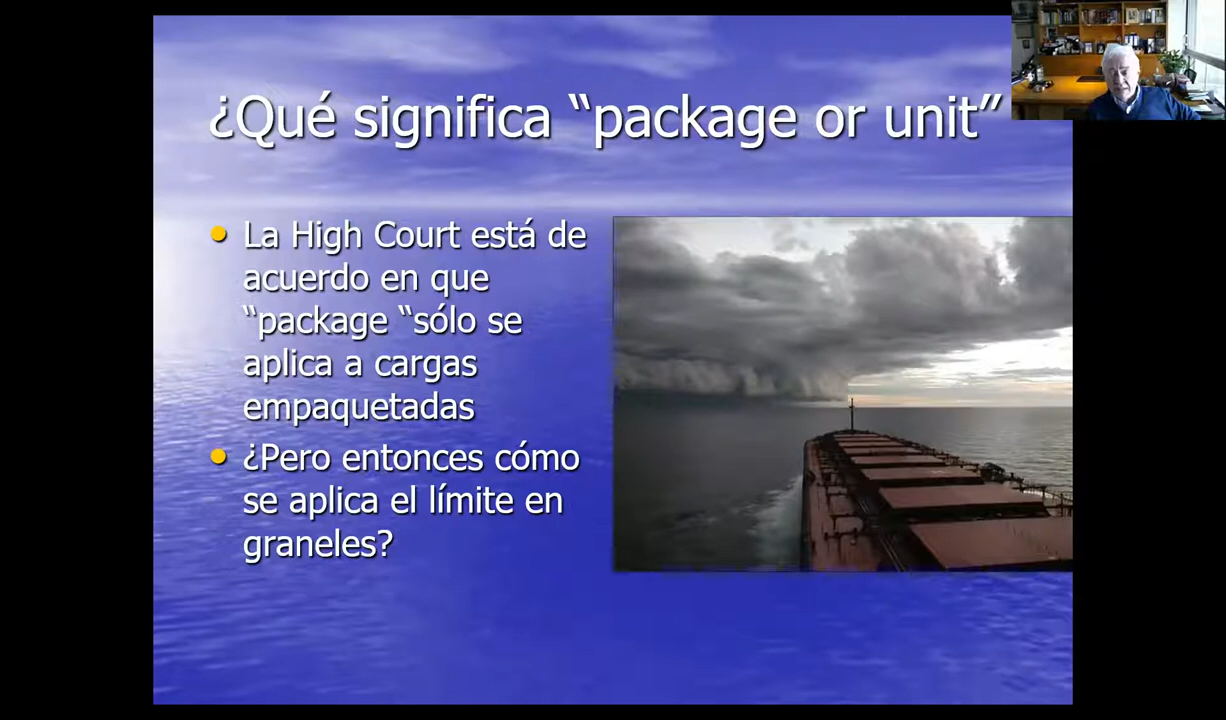 ¿Qué significa “package or unit”
La High Court está de
acuerdo en que
“package “sólo se
aplica a cargas
empaquetadas
¿Pero entonces cómo
se aplica el límite en
graneles?